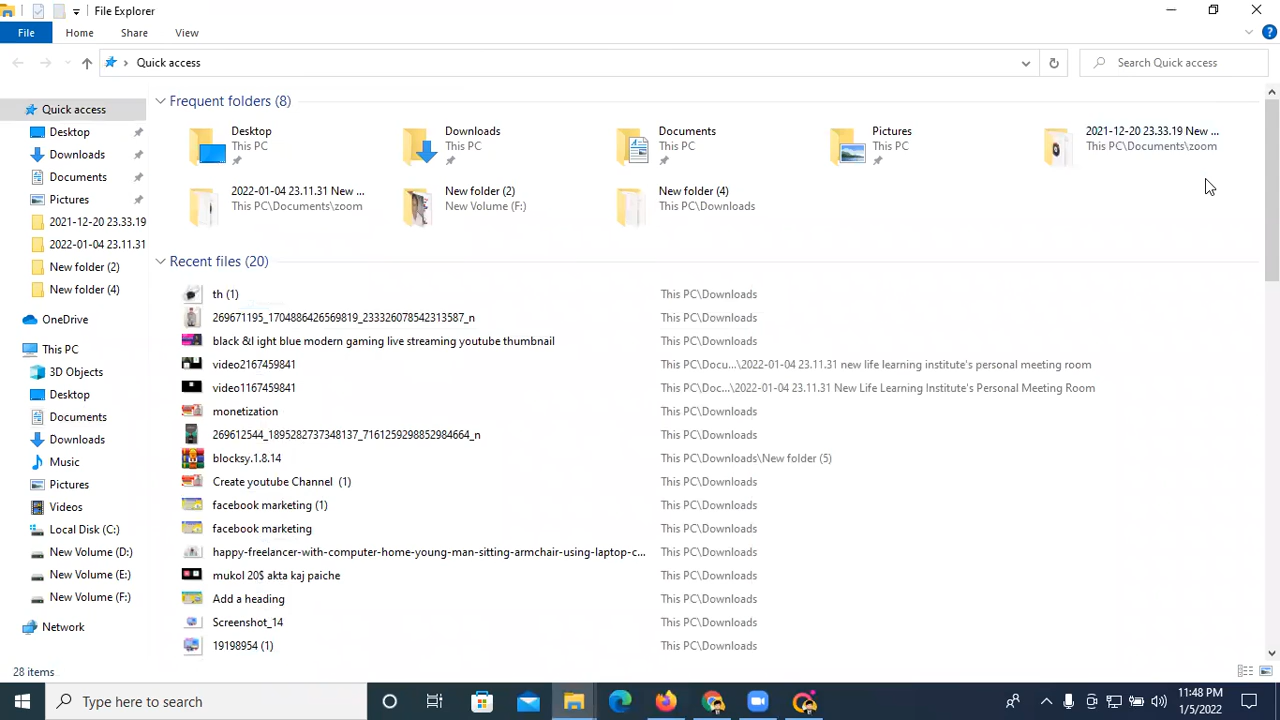 File Explorer
File Home Share View
Quick access Search Quick access
Quick access
Desktop
Downloads
Documents
Pictures
2021-12-20 23.33.19
2022-01-04 23.11.31
New folder (2)
New folder (4)
OneDrive
This PC
3D Objects
Desktop
Documents
Downloads
Music
Pictures
Videos
Local Disk (C:)
New Volume (D:)
New Volume (E:)
New Volume (F:)
Network
Frequent folders (8)
Desktop
This PC
Downloads
This PC
Documents
This PC
Pictures
This PC
2021-12-20 23.33.19 New ...
This PC\Documents\zoom
2022-01-04 23.11.31 New ...
This PC\Documents\zoom
New folder (2)
New Volume (F:)
New folder (4)
This PC\Downloads
Recent files (20)
th (1) This PC\Downloads
269671195_1704886426569819_233326078542313587_n This PC\Downloads
black &l ight blue modern gaming live streaming youtube thumbnail This PC\Downloads
video2167459841 This PC\Docu...\2022-01-04 23.11.31 new life learning institute's personal meeting room
video1167459841 This PC\Doc...\2022-01-04 23.11.31 New Life Learning Institute's Personal Meeting Room
monetization This PC\Downloads
269612544_1895282737348137_7161259298852984664_n This PC\Downloads
blocksy.1.8.14 This PC\Downloads\New folder (5)
Create youtube Channel (1) This PC\Downloads
facebook marketing (1) This PC\Downloads
facebook marketing This PC\Downloads
happy-freelancer-with-computer-home-young-man-sitting-armchair-using-laptop-c... This PC\Downloads
mukol 20$ akta kaj paiche This PC\Downloads
Add a heading This PC\Downloads
Screenshot_14 This PC\Downloads
19198954 (1) This PC\Downloads
28 items
Type here to search
11:48 PM
1/5/2022